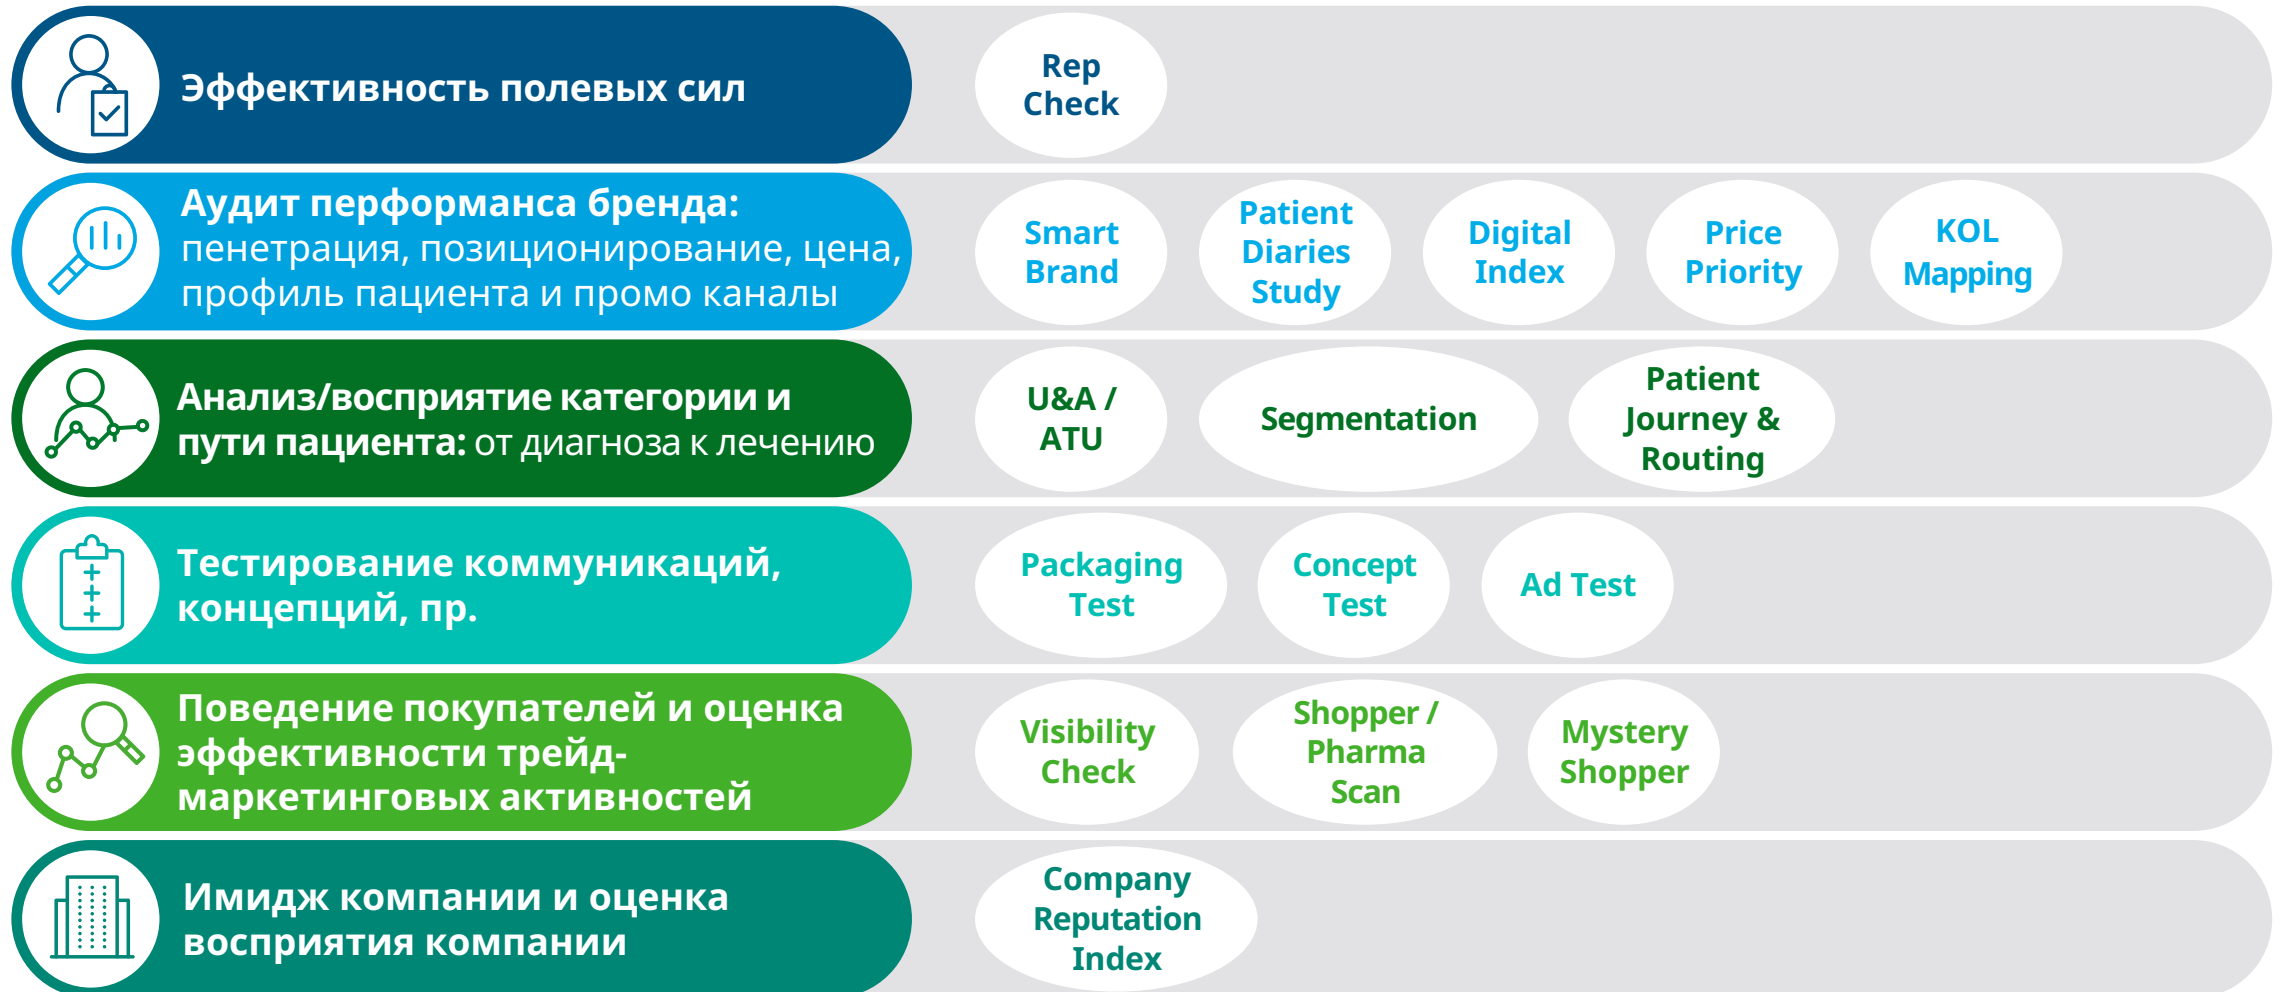 Эффективность полевых сил
Rep
Check
Аудит перформанса бренда:
пенетрация, позиционирование, цена,
профиль пациента и промо каналы
Smart
Brand
Patient
Diaries
Study
Digital
Index
Price
Priority
KOL
Mapping
Анализ/восприятие категории и
пути пациента: от диагноза к лечению
U&A /
ATU
Segmentation
Patient
Journey &
Routing
Тестирование коммуникаций,
концепций, пр.
Packaging
Test
Concept
Test
Ad Test
Поведение покупателей и оценка
эффективности трейд-
маркетинговых активностей
Visibility
Check
Shopper /
Pharma
Scan
Mystery
Shopper
Имидж компании и оценка
восприятия компании
Company
Reputation
Index